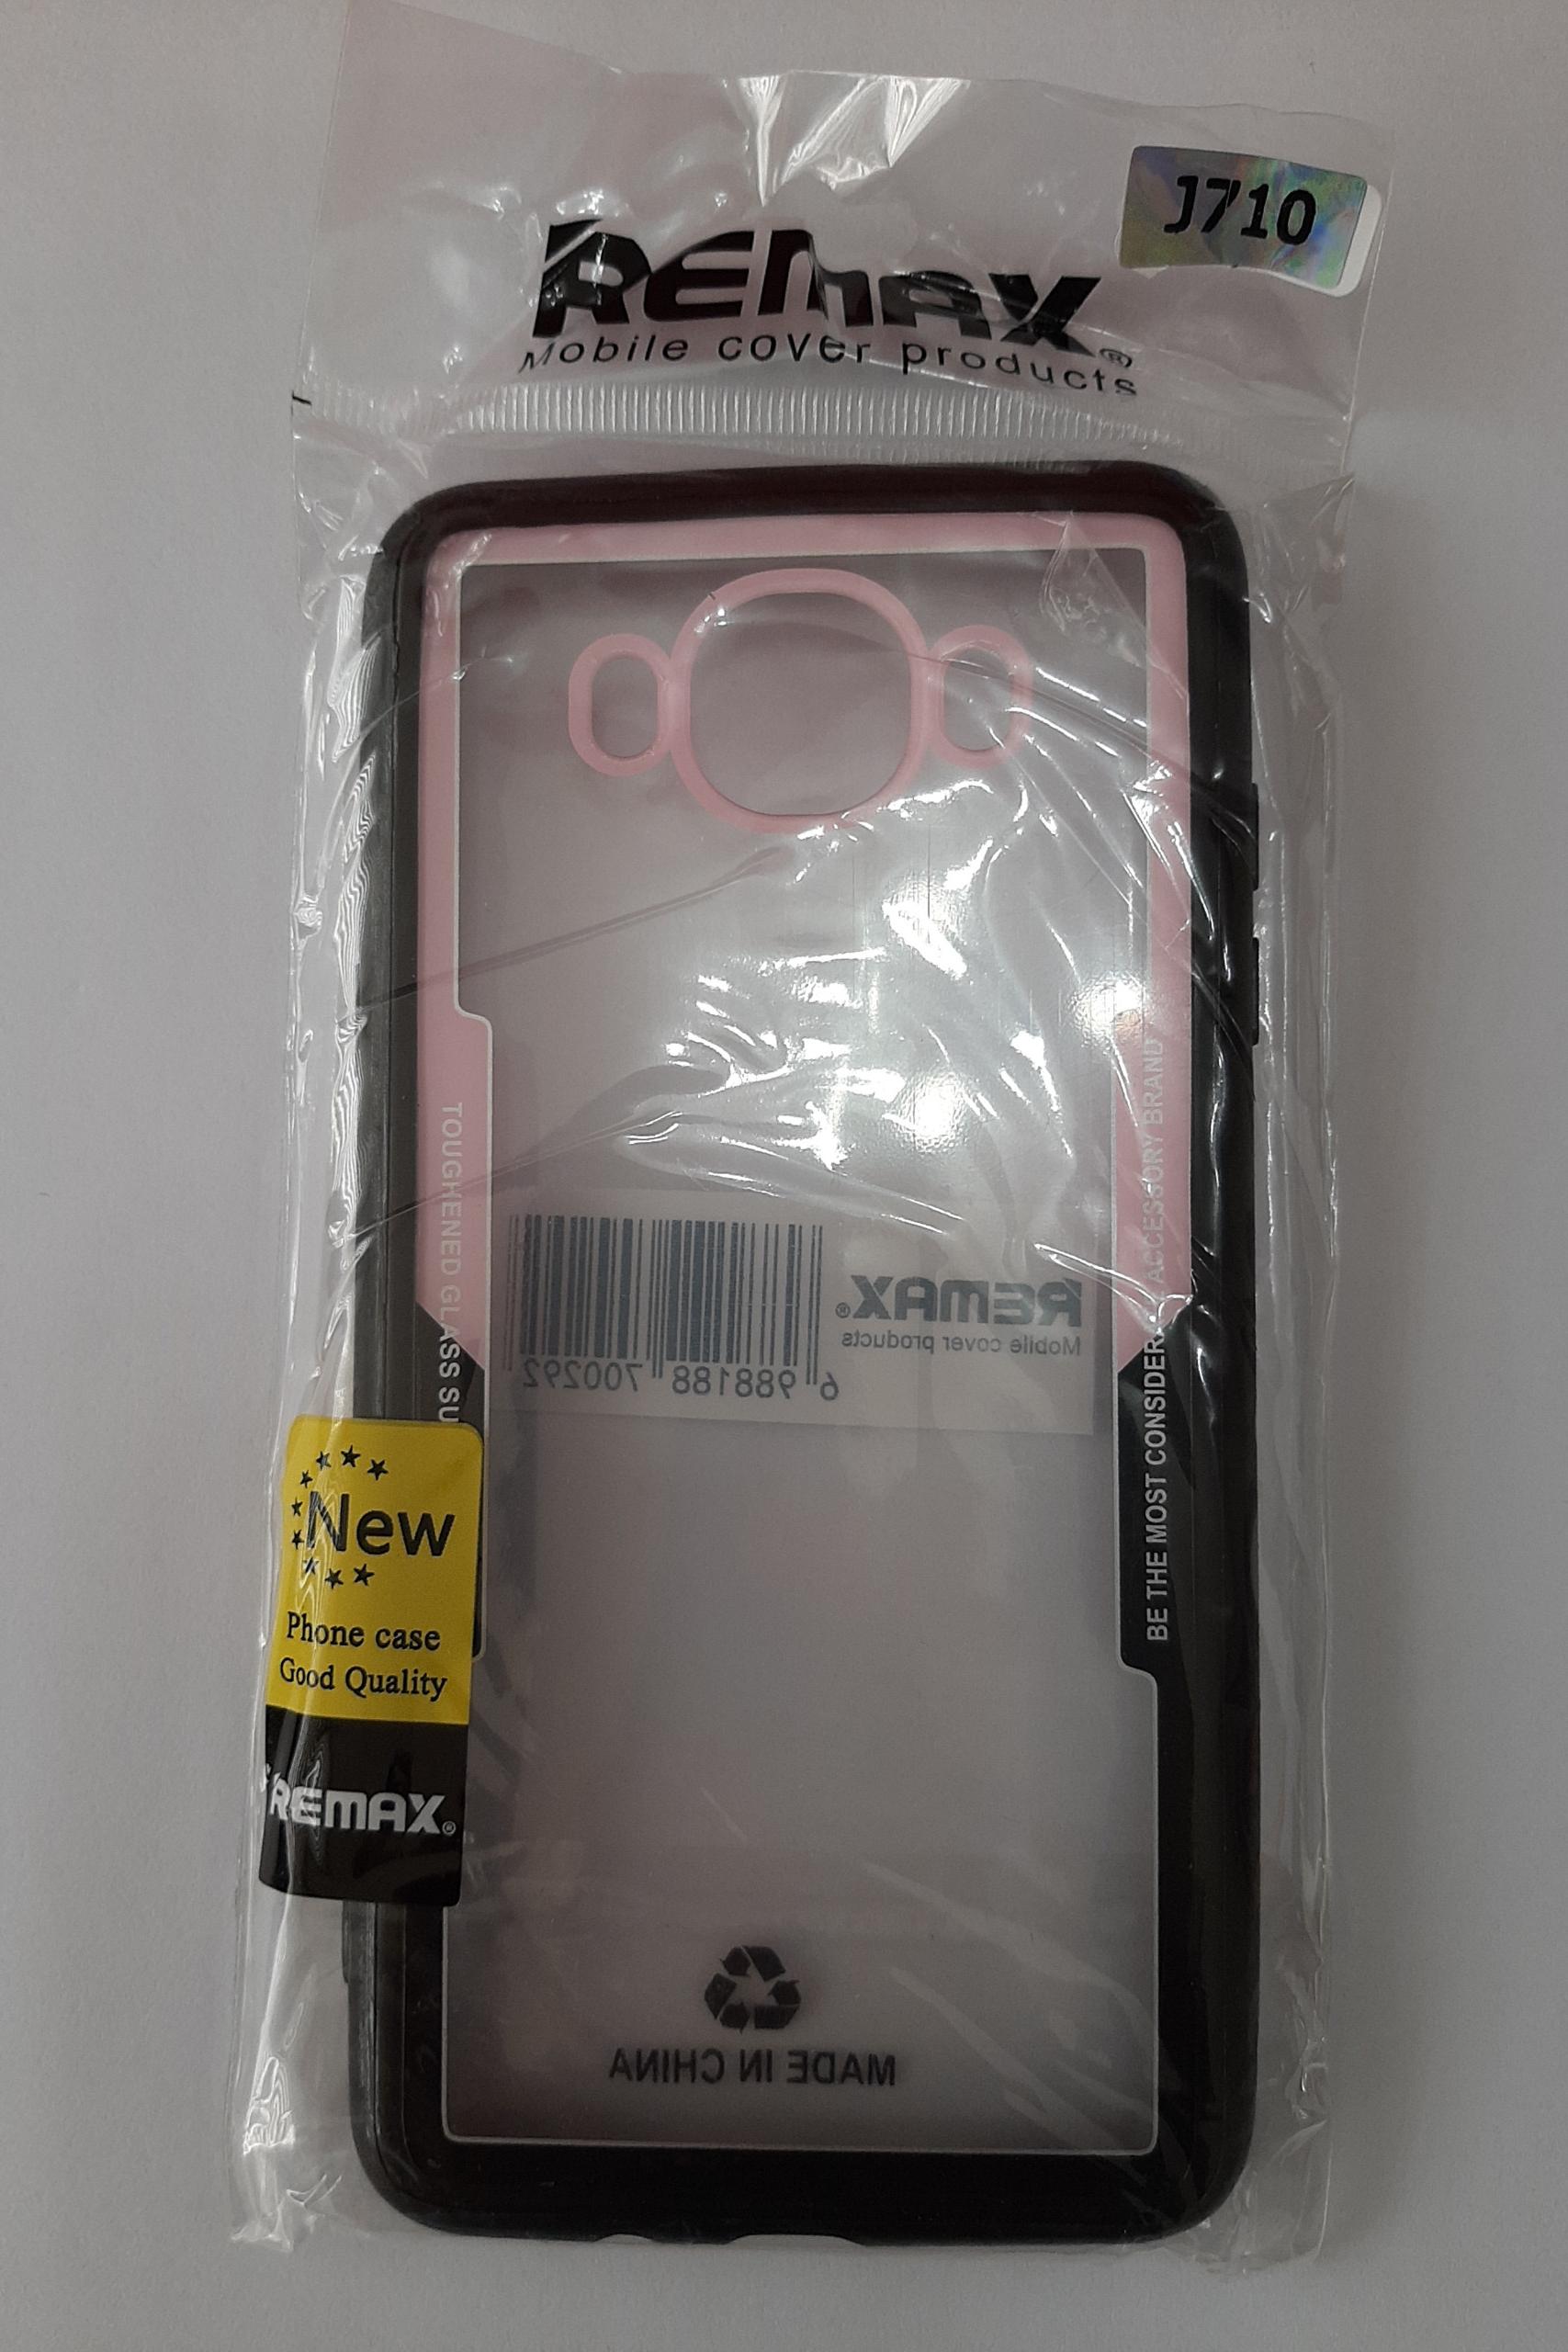 J710
REMAX®
Mobile cover products
TOUGHENED GLASS SU
BE THE MOST CONSIDERA ACCESSORY BRAND
REMAX®
Mobile cover products
6 988188 700292
New
Phone case
Good Quality
REMAX®
MADE IN CHINA